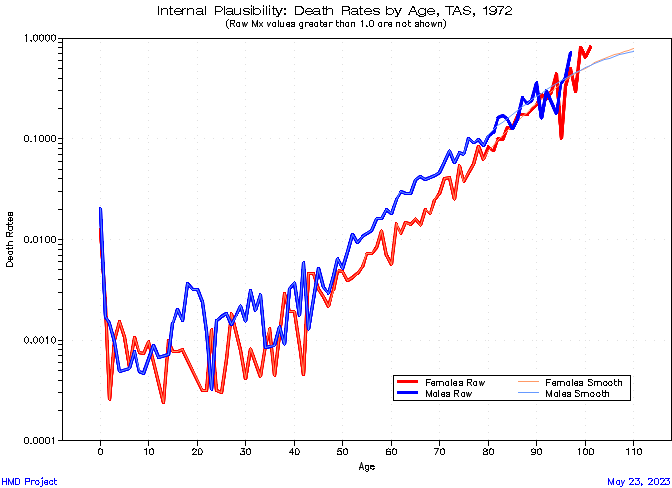 Internal Plausibility: Death Rates by Age, TAS, 1972
(Raw Mx values greater than 1.0 are not shown)
1.0000
0.1000
0.0100
0.0010
0.0001
Death Rates
Females Raw
Females Smooth
Males Raw
Males Smooth
0 10 20 30 40 50 60 70 80 90 100 110
Age
HMD Project
May 23, 2023